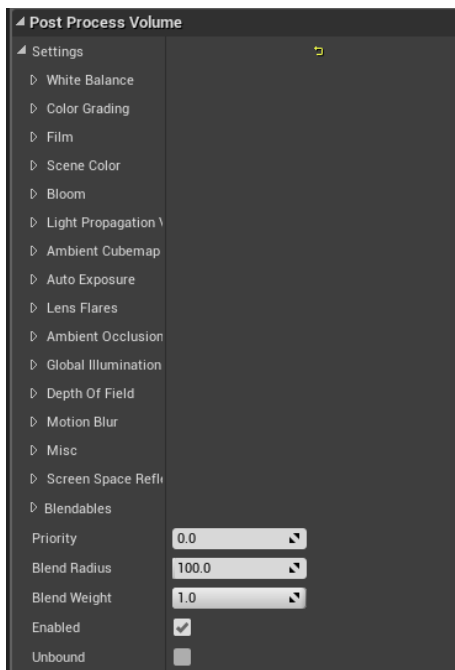 Post Process Volume
Settings
White Balance
Color Grading
Film
Scene Color
Bloom
Light Propagation
Ambient Cubemap
Auto Exposure
Lens Flares
Ambient Occlusion
Global Illumination
Depth Of Field
Motion Blur
Misc
Screen Space Refl
Blendables
Priority 0.0
Blend Radius 100.0
Blend Weight 1.0
Enabled
Unbound